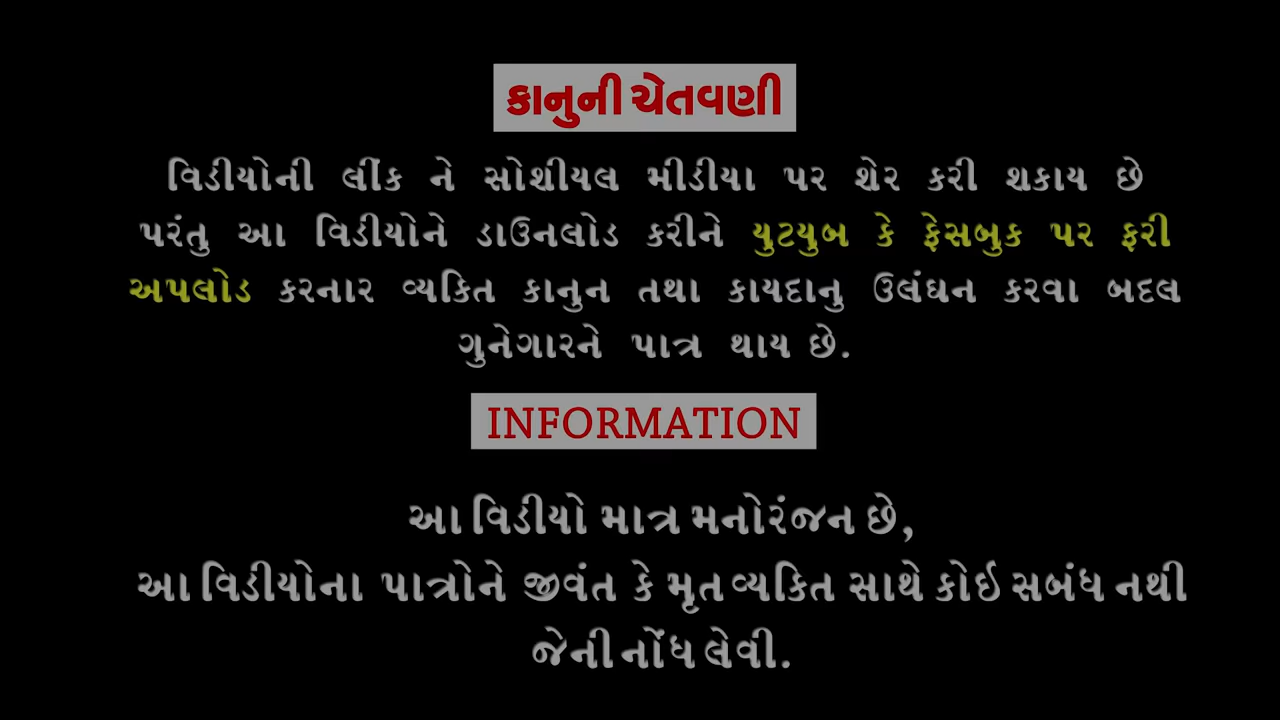 કાનુની ચેતવણી
વિડીયોની લીંક ને સોશીયલ મીડીયા પર શેર કરી શકાય છે
પરંતુ આ વિડીયોને ડાઉનલોડ કરીને યુટયુબ કે ફેસબુક પર ફરી
અપલોડ કરનાર વ્યકિત કાનુન તથા કાયદાનુ ઉલંઘન કરવા બદલ
ગુનેગારને પાત્ર થાય છે.
INFORMATION
આ વિડીયો માત્ર મનોરંજન છે,
આ વિડીયોના પાત્રોને જીવંત કે મૃત વ્યકિત સાથે કોઇ સબંધ નથી
જેની નોંધ લેવી.